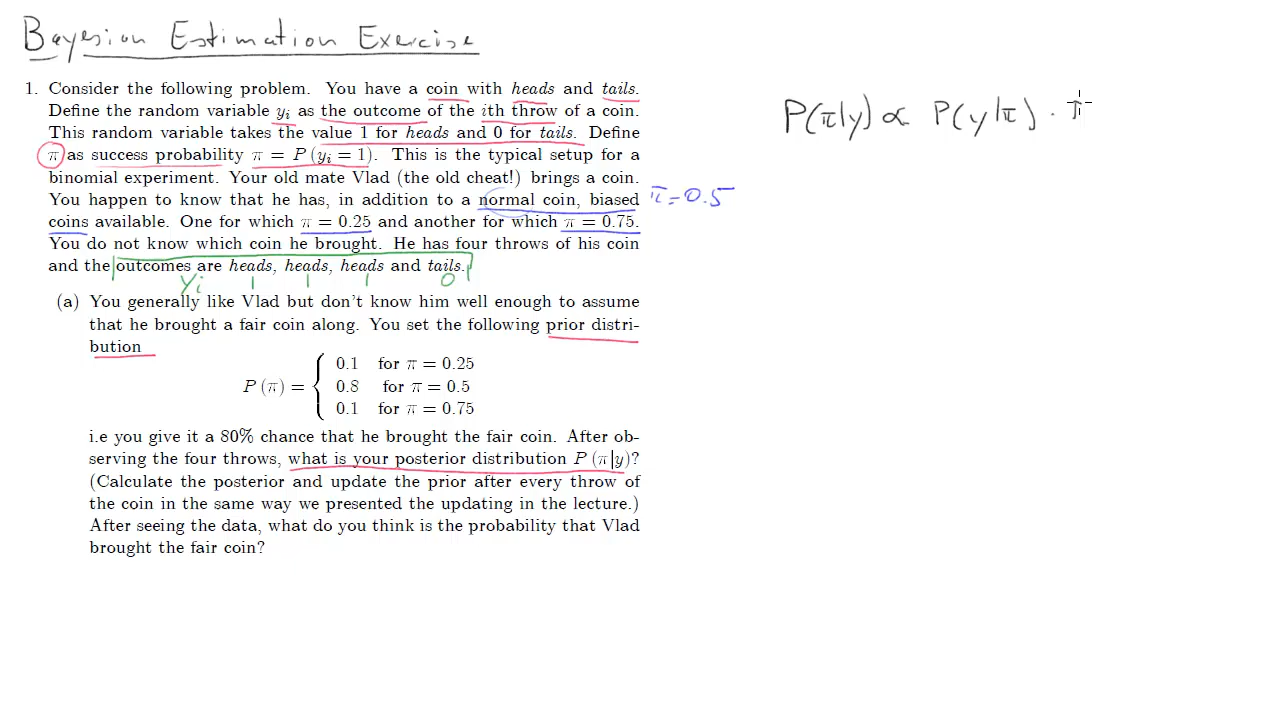 Bayesian Estimation Exercise
1. Consider the following problem. You have a coin with heads and tails.
Define the random variable yi as the outcome of the ith throw of a coin.
This random variable takes the value 1 for heads and 0 for tails. Define
π as success probability π = P (yi = 1). This is the typical setup for a
binomial experiment. Your old mate Vlad (the old cheat!) brings a coin.
You happen to know that he has, in addition to a normal coin, biased π = 0.5
coins available. One for which π = 0.25 and another for which π = 0.75.
You do not know which coin he brought. He has four throws of his coin
and the outcomes are heads, heads, heads and tails.
yi 1 1 1 0
(a) You generally like Vlad but don't know him well enough to assume
that he brought a fair coin along. You set the following prior distri-
bution
P (π) = { 0.1 for π = 0.25
0.8 for π = 0.5
0.1 for π = 0.75
i.e you give it a 80% chance that he brought the fair coin. After ob-
serving the four throws, what is your posterior distribution P (π|y)?
(Calculate the posterior and update the prior after every throw of
the coin in the same way we presented the updating in the lecture.)
After seeing the data, what do you think is the probability that Vlad
brought the fair coin?
P(π|y) ∝ P(y|π) · π